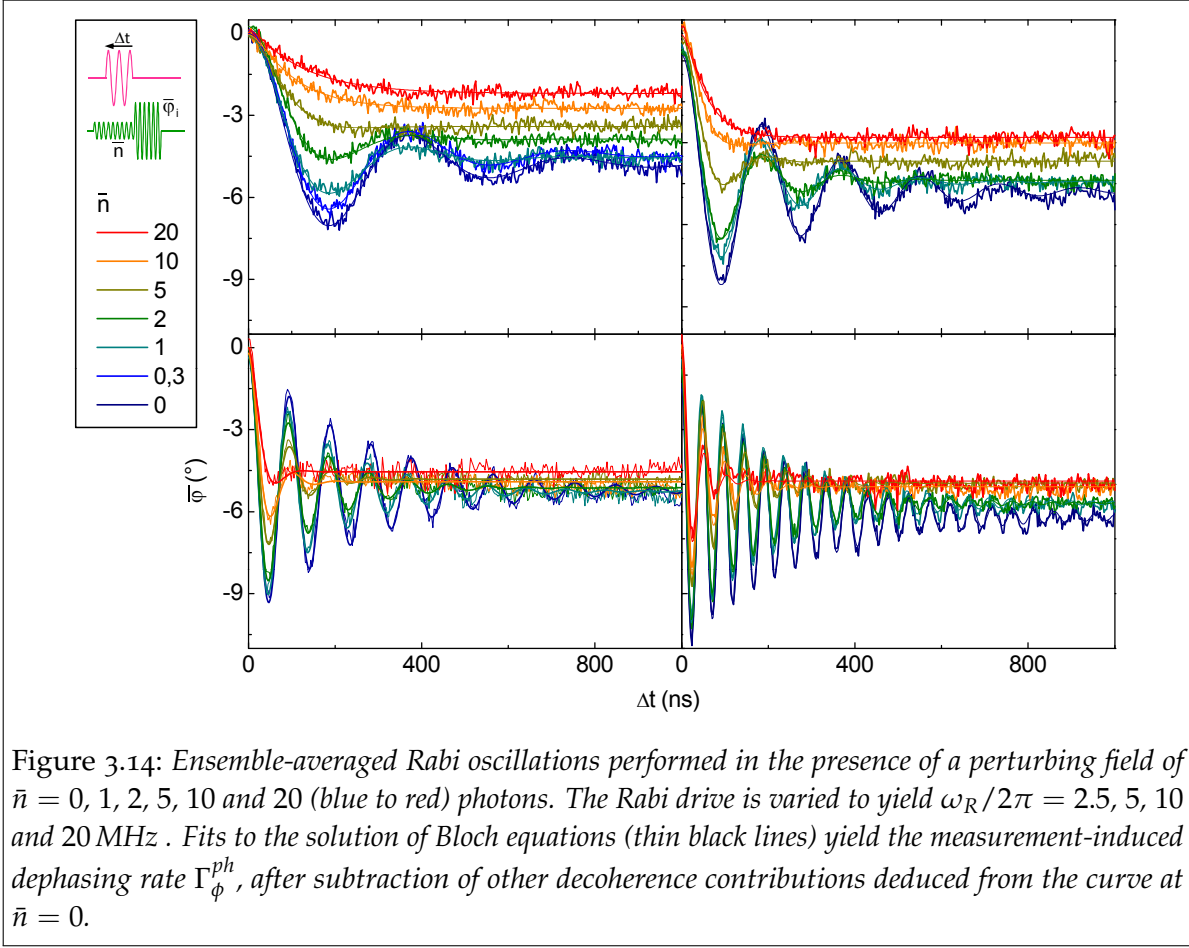 Δt
φ̅ᵢ
n̅
n̅
20
10
5
2
1
0,3
0
0
-3
-6
-9
0
-3
-6
-9
φ̅ (°)
0 400 800 0 400 800
Δt (ns)
Figure 3.14: Ensemble-averaged Rabi oscillations performed in the presence of a perturbing field of
n̄ = 0, 1, 2, 5, 10 and 20 (blue to red) photons. The Rabi drive is varied to yield ω_R/2π = 2.5, 5, 10
and 20 MHz . Fits to the solution of Bloch equations (thin black lines) yield the measurement-induced
dephasing rate Γ_ϕ^{ph}, after subtraction of other decoherence contributions deduced from the curve at
n̄ = 0.